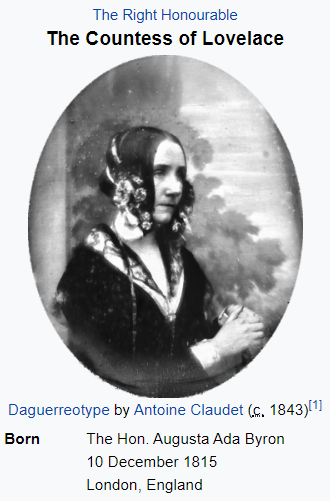 The Right Honourable
The Countess of Lovelace
Daguerreotype by Antoine Claudet (c. 1843)[1]
Born The Hon. Augusta Ada Byron
10 December 1815
London, England